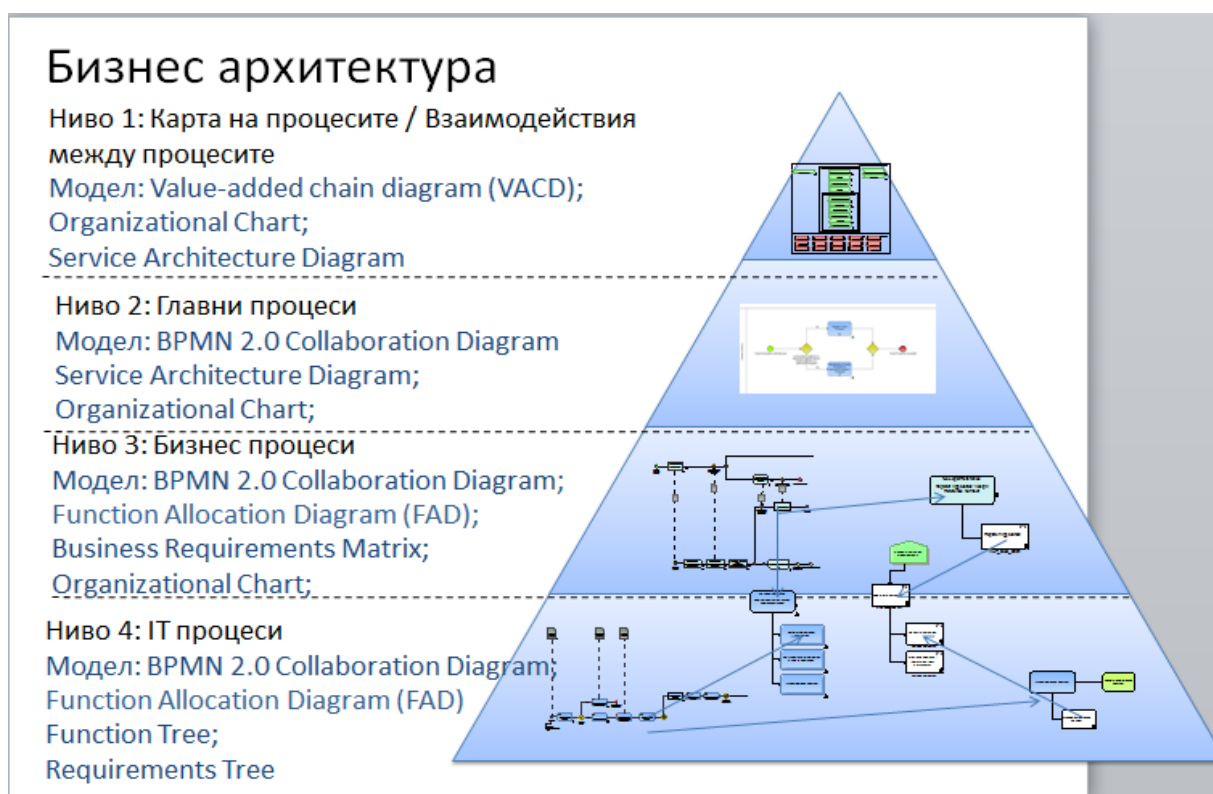 Бизнес архитектура
Ниво 1: Карта на процесите / Взаимодействия
между процесите
Модел: Value-added chain diagram (VACD);
Organizational Chart;
Service Architecture Diagram
Ниво 2: Главни процеси
Модел: BPMN 2.0 Collaboration Diagram
Service Architecture Diagram;
Organizational Chart;
Ниво 3: Бизнес процеси
Модел: BPMN 2.0 Collaboration Diagram;
Function Allocation Diagram (FAD);
Business Requirements Matrix;
Organizational Chart;
Ниво 4: IT процеси
Модел: BPMN 2.0 Collaboration Diagram;
Function Allocation Diagram (FAD)
Function Tree;
Requirements Tree